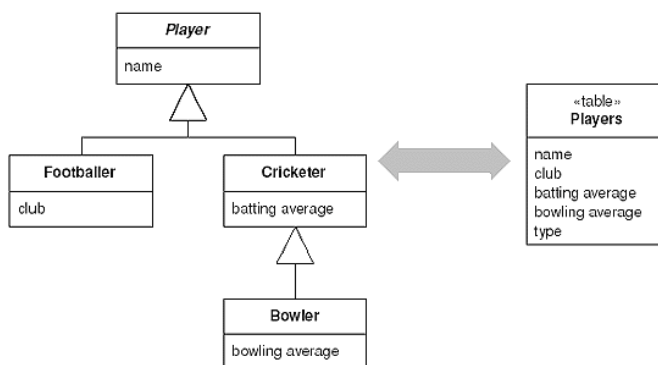 Player
name
Footballer
club
Cricketer
batting average
Bowler
bowling average
«table»
Players
name
club
batting average
bowling average
type